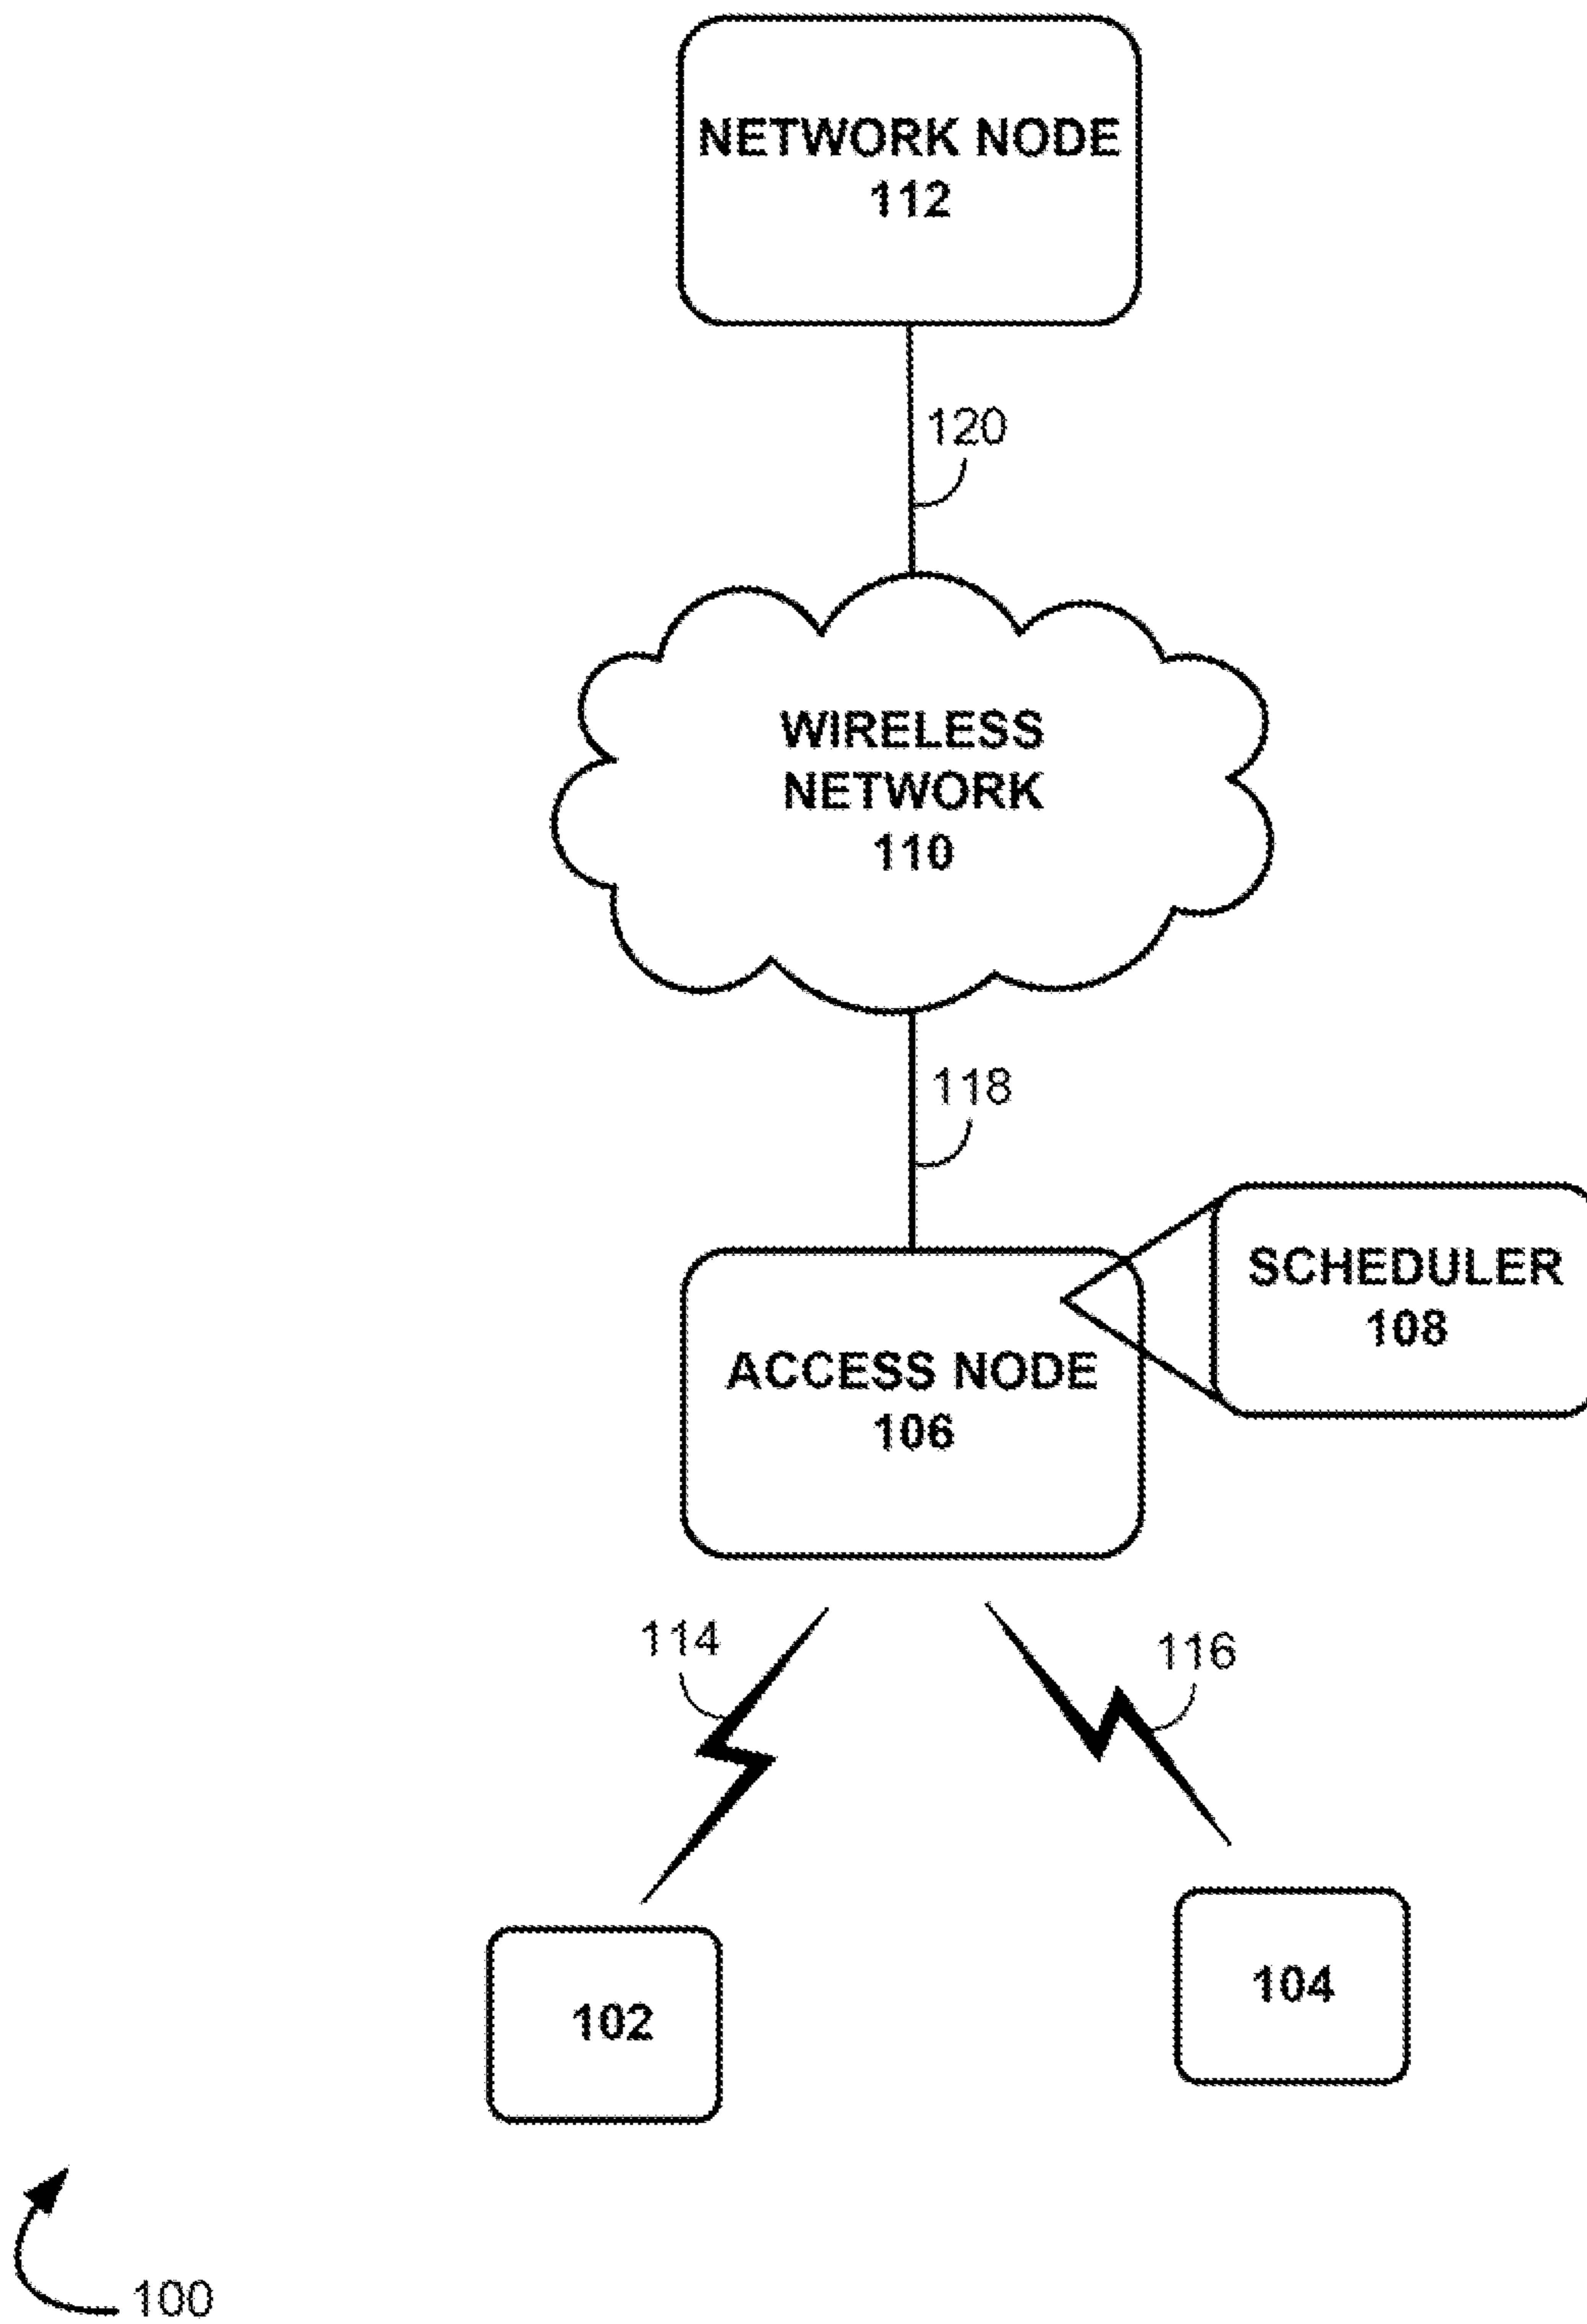 NETWORK NODE
112
120
WIRELESS
NETWORK
110
118
SCHEDULER
108
ACCESS NODE
106
114
116
102
104
100